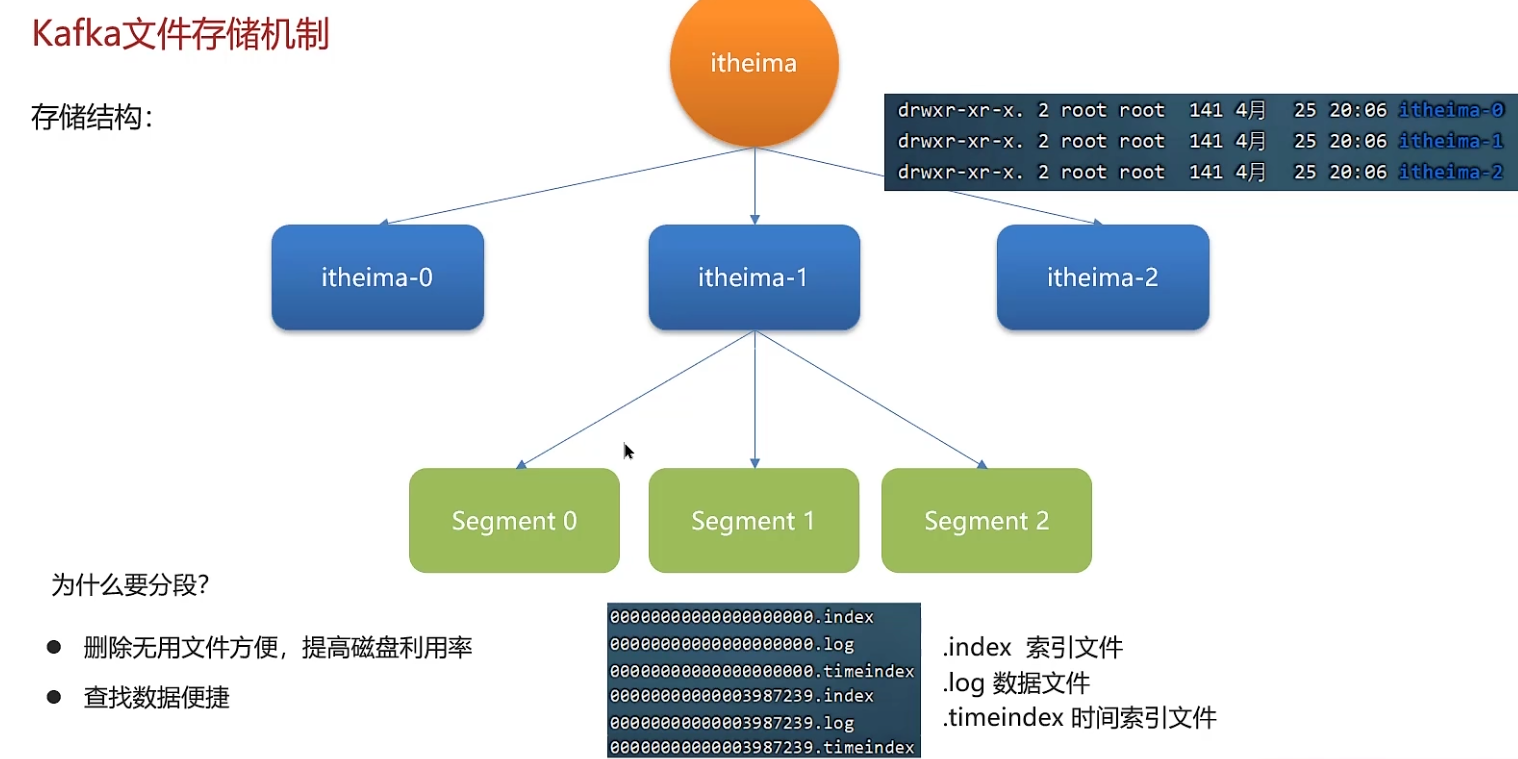 Kafka文件存储机制
itheima
存储结构：
drwxr-xr-x. 2 root root 141 4月 25 20:06 itheima-0
drwxr-xr-x. 2 root root 141 4月 25 20:06 itheima-1
drwxr-xr-x. 2 root root 141 4月 25 20:06 itheima-2
itheima-0
itheima-1
itheima-2
Segment 0
Segment 1
Segment 2
为什么要分段?
● 删除无用文件方便，提高磁盘利用率
● 查找数据便捷
00000000000000000000.index
00000000000000000000.log
00000000000000000000.timeindex
00000000000003987239.index
00000000000003987239.log
00000000000003987239.timeindex
.index 索引文件
.log 数据文件
.timeindex 时间索引文件